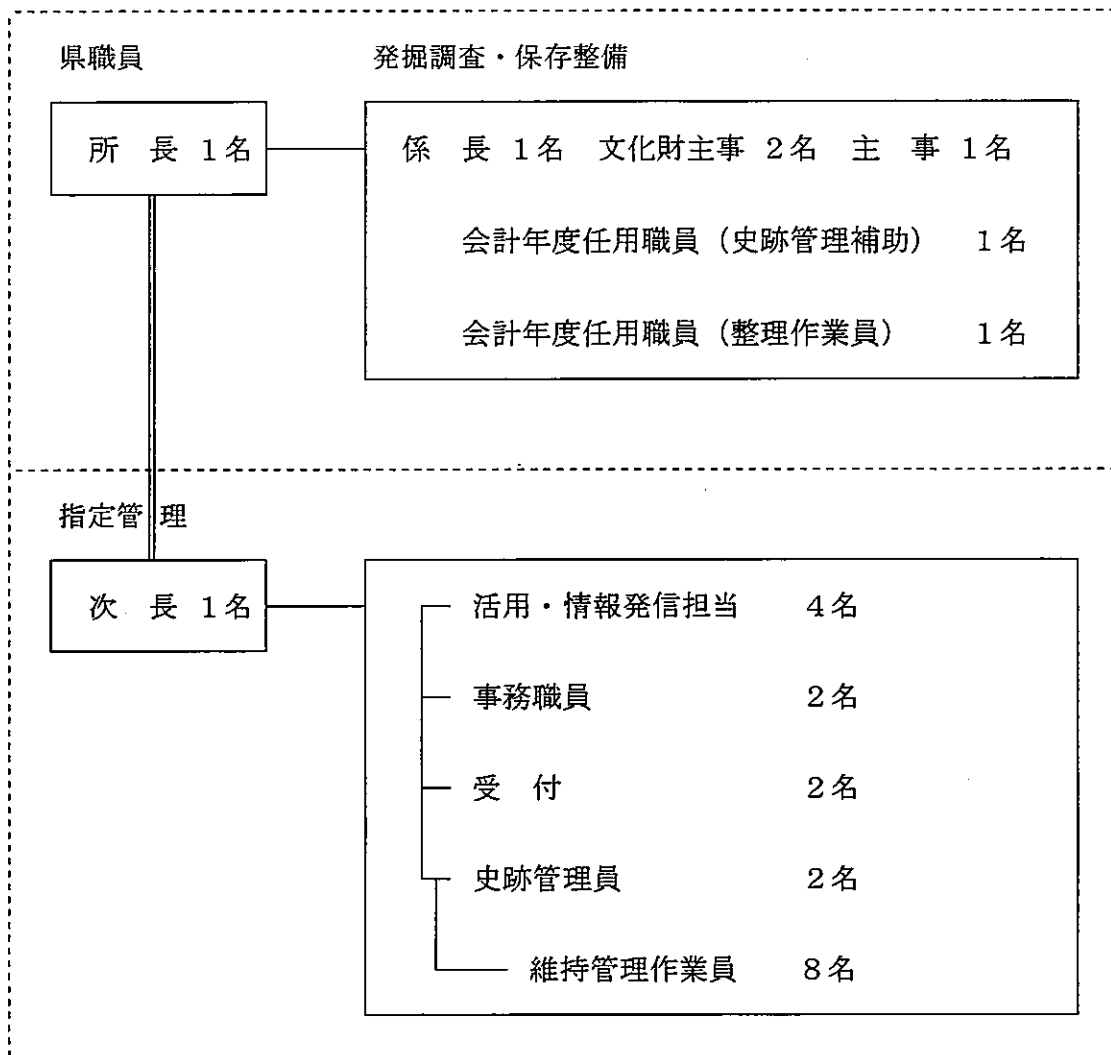 県職員　発掘調査・保存整備
所　長 1名　係　長 1名　文化財主事 2名　主　事 1名
会計年度任用職員（史跡管理補助）　1名
会計年度任用職員（整理作業員）　1名
指定管理
次　長 1名　活用・情報発信担当　4名
事務職員　2名
受　付　2名
史跡管理員　2名
維持管理作業員　8名